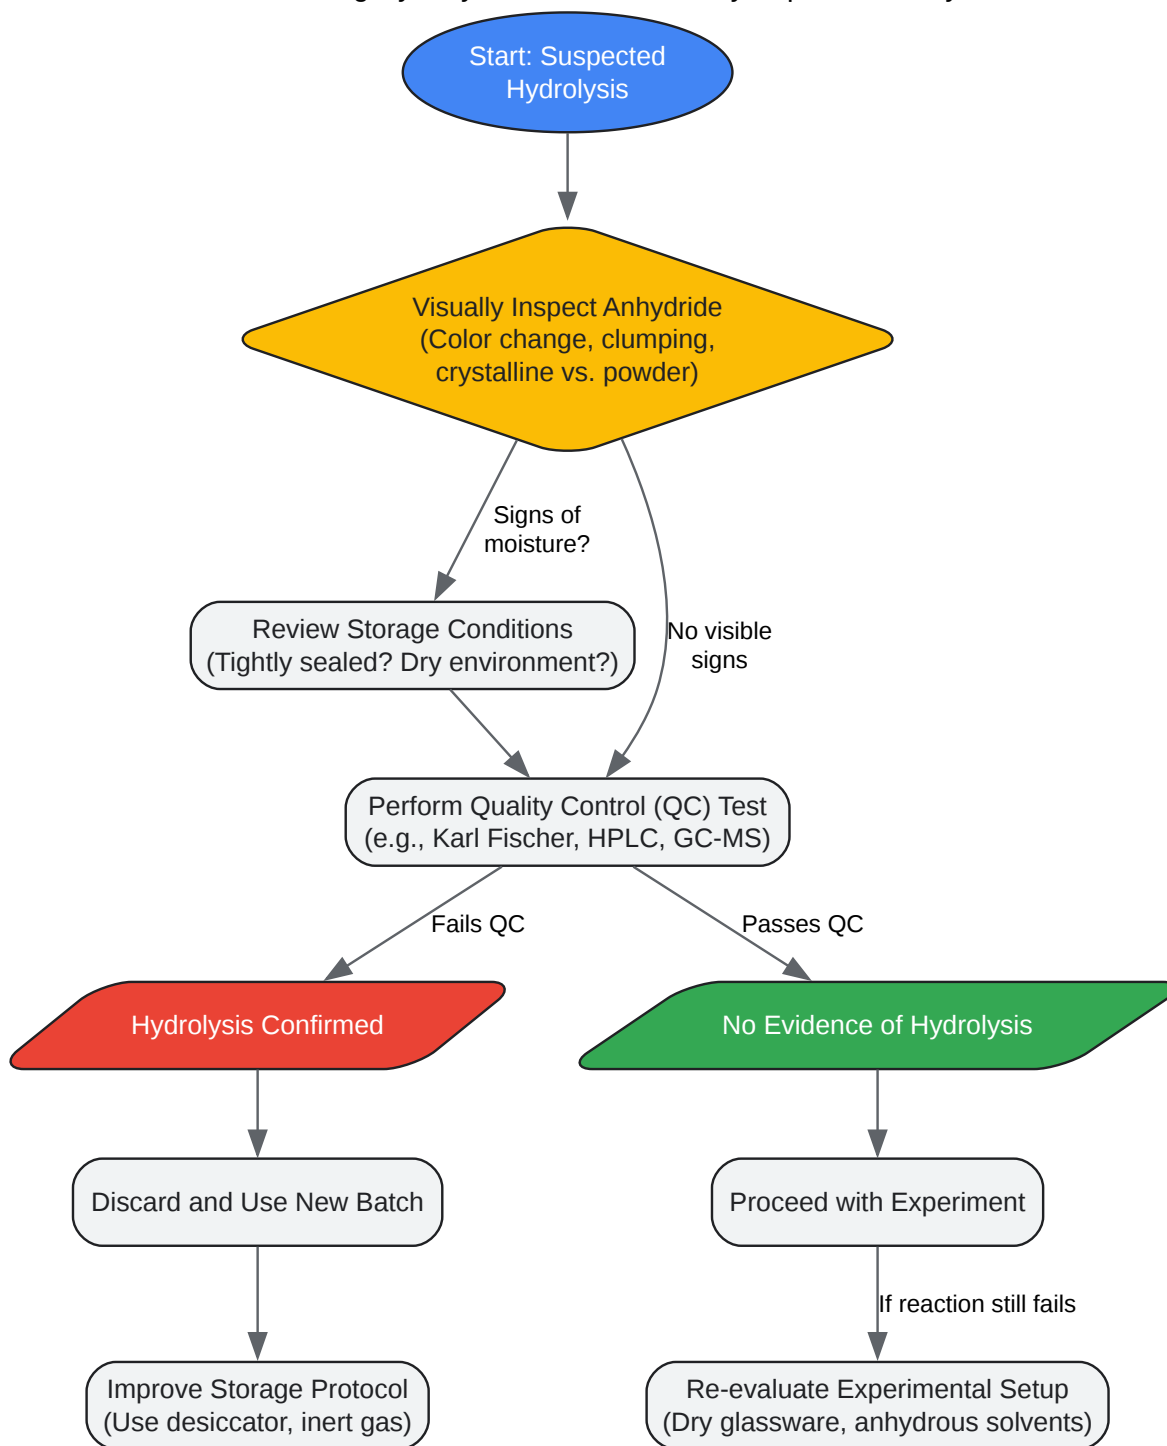 Start: Suspected
Hydrolysis
Visually Inspect Anhydride
(Color change, clumping,
crystalline vs. powder)
Signs of
moisture?
Review Storage Conditions
(Tightly sealed? Dry environment?)
No visible
signs
Perform Quality Control (QC) Test
(e.g., Karl Fischer, HPLC, GC-MS)
Fails QC
Passes QC
Hydrolysis Confirmed
No Evidence of Hydrolysis
Discard and Use New Batch
Proceed with Experiment
If reaction still fails
Improve Storage Protocol
(Use desiccator, inert gas)
Re-evaluate Experimental Setup
(Dry glassware, anhydrous solvents)